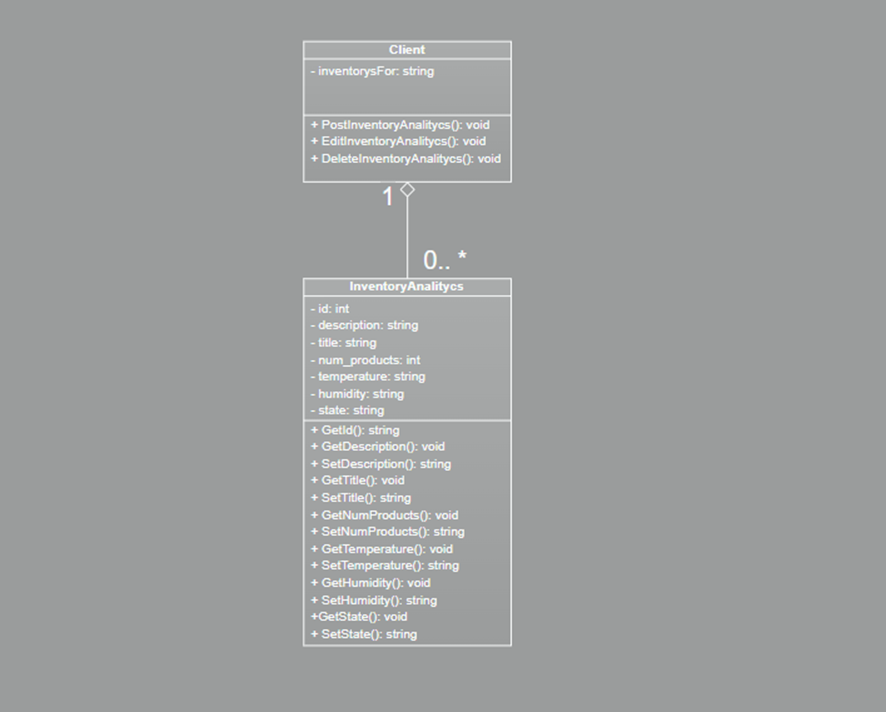 Client
- inventorysFor: string
+ PostInventoryAnalitycs(): void
+ EditInventoryAnalitycs(): void
+ DeleteInventoryAnalitycs(): void
1
0.. *
InventoryAnalitycs
- id: int
- description: string
- title: string
- num_products: int
- temperature: string
- humidity: string
- state: string
+ GetId(): string
+ GetDescription(): void
+ SetDescription(): string
+ GetTitle(): void
+ SetTitle(): string
+ GetNumProducts(): void
+ SetNumProducts(): string
+ GetTemperature(): void
+ SetTemperature(): string
+ GetHumidity(): void
+ SetHumidity(): string
+GetState(): void
+ SetState(): string